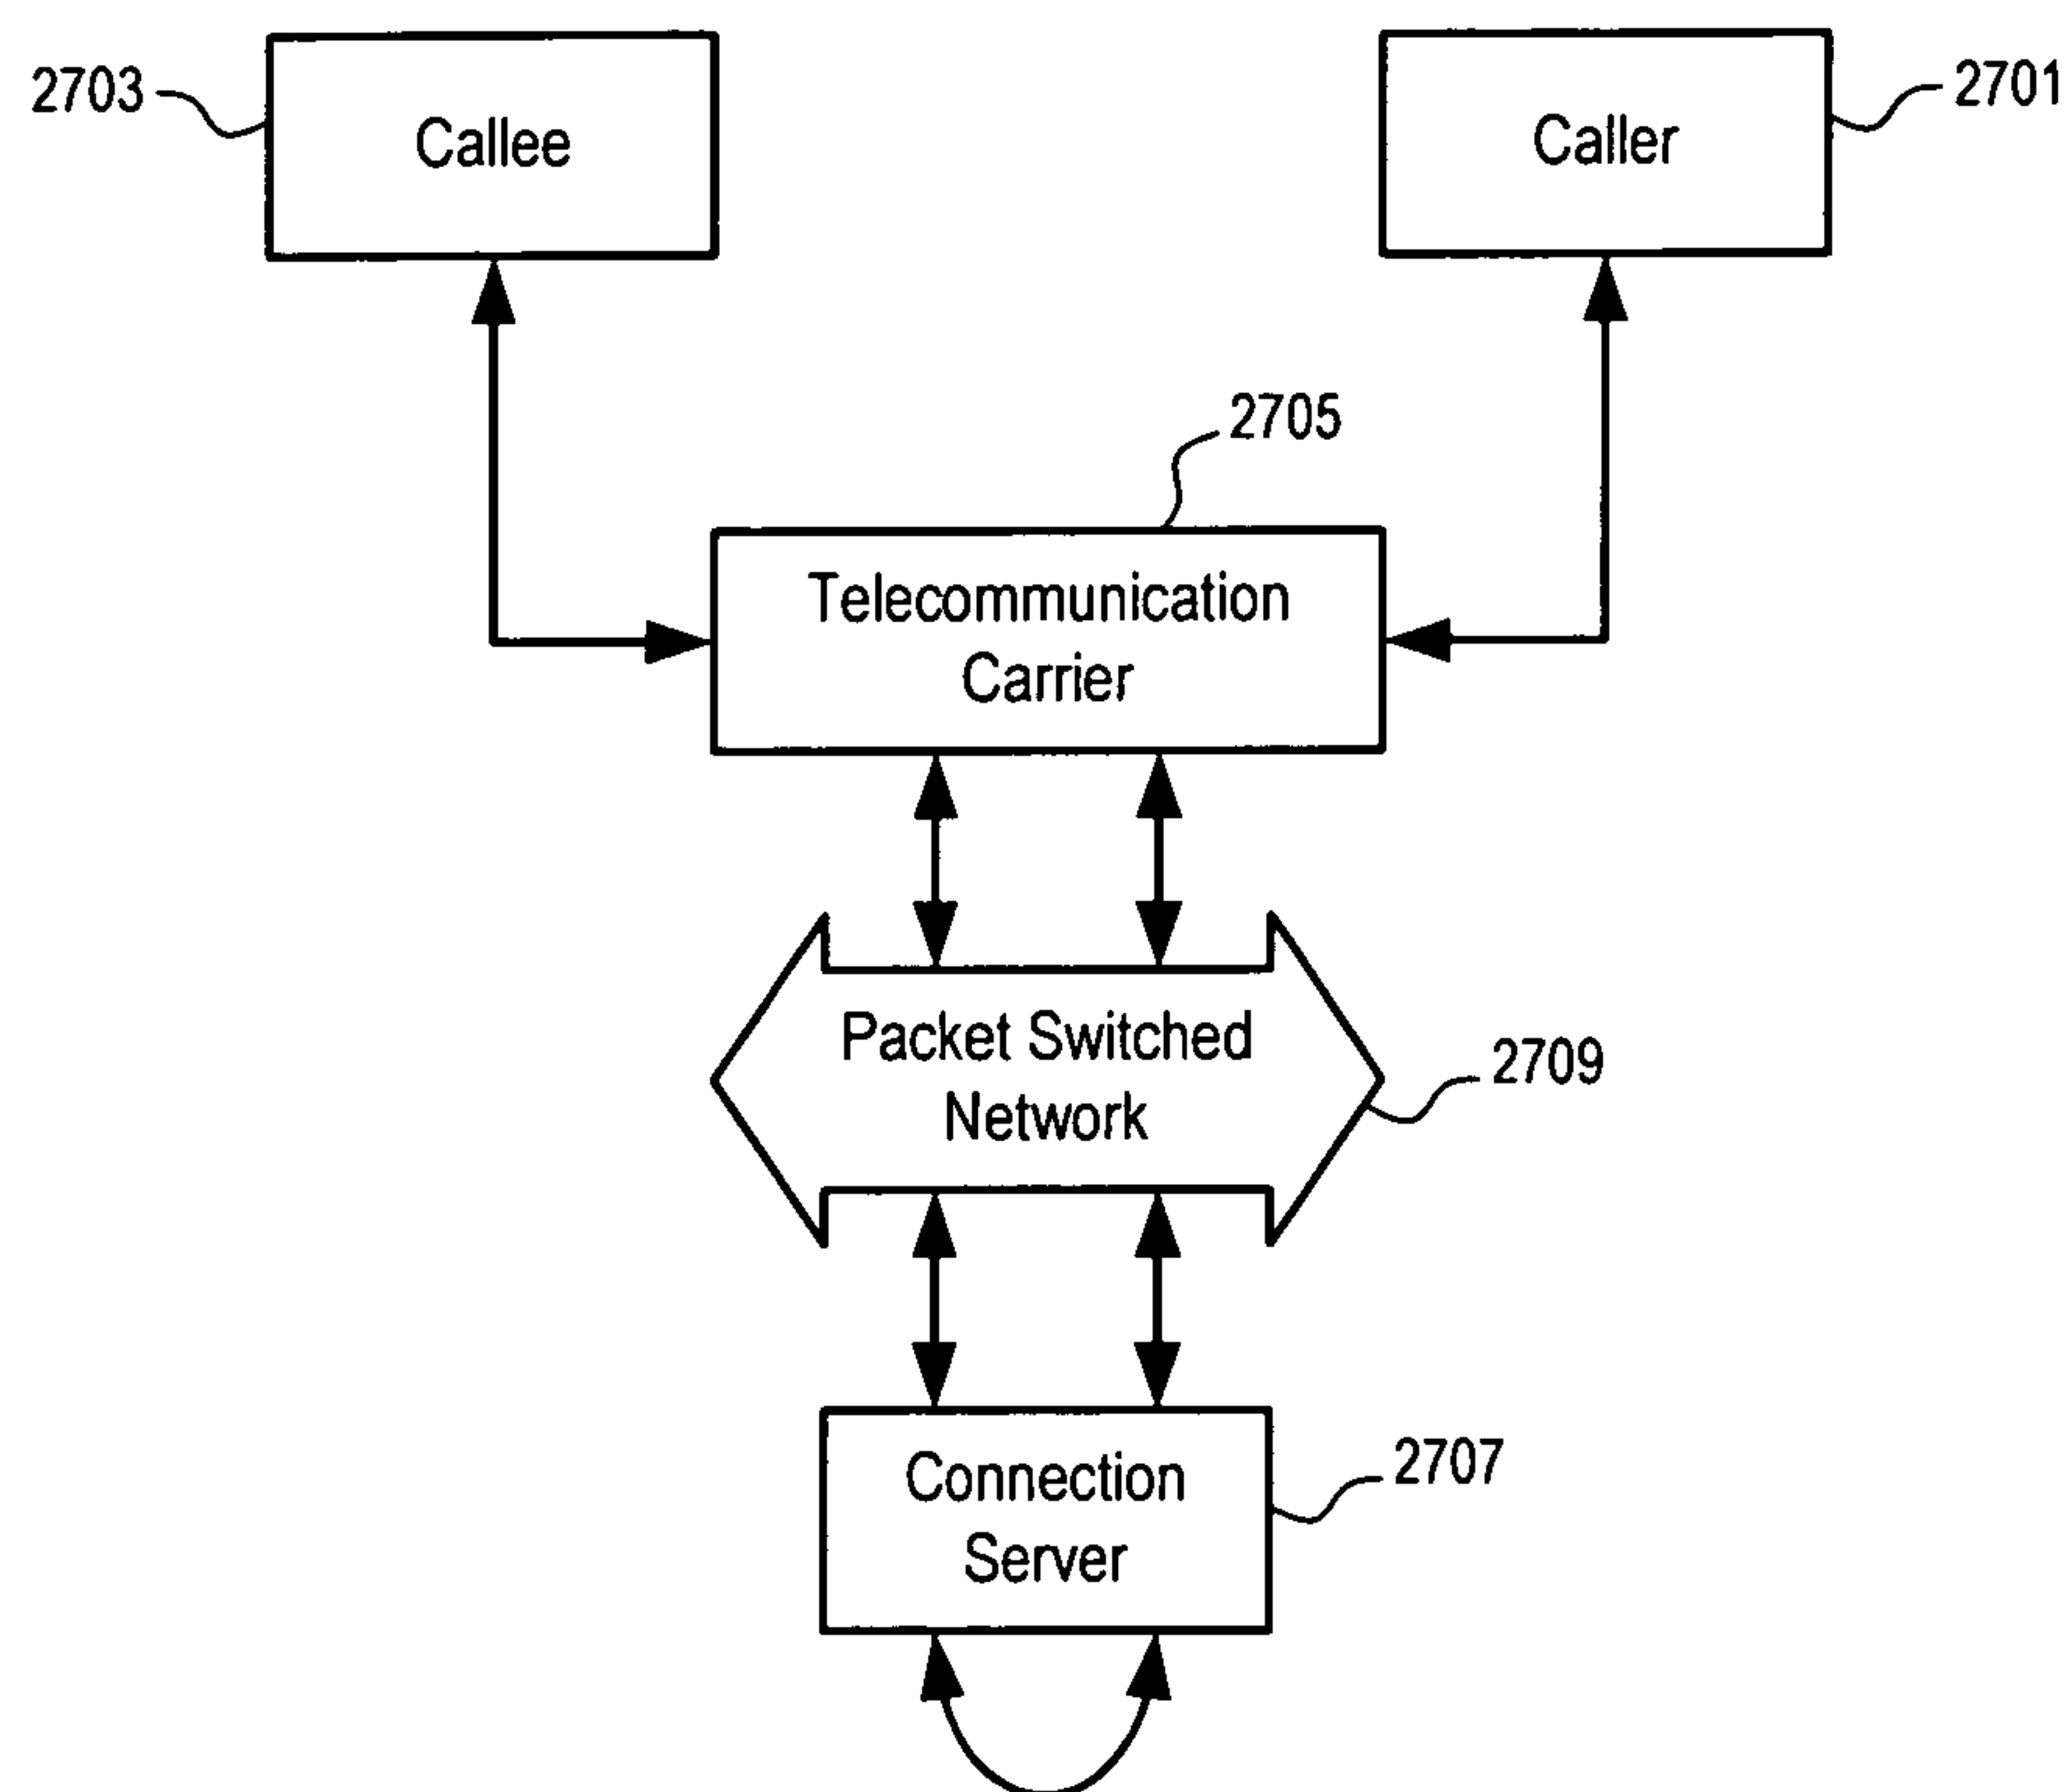 2703
Callee
Caller
2701
2705
Telecommunication
Carrier
Packet Switched
Network
2709
Connection
Server
2707